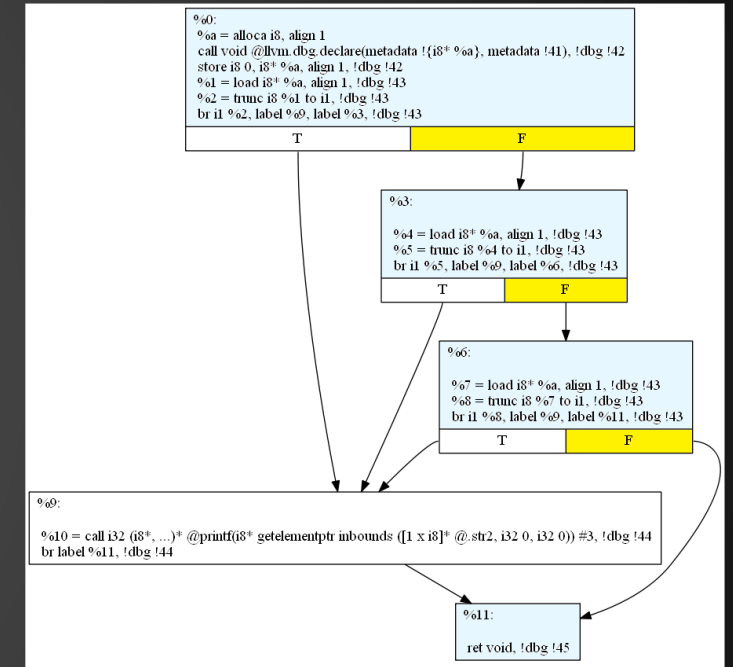 %0:
%a = alloca i8, align 1
call void @llvm.dbg.declare(metadata !{i8* %a}, metadata !41), !dbg !42
store i8 0, i8* %a, align 1, !dbg !42
%1 = load i8* %a, align 1, !dbg !43
%2 = trunc i8 %1 to i1, !dbg !43
br i1 %2, label %9, label %3, !dbg !43
T F
%3:
%4 = load i8* %a, align 1, !dbg !43
%5 = trunc i8 %4 to i1, !dbg !43
br i1 %5, label %9, label %6, !dbg !43
T F
%6:
%7 = load i8* %a, align 1, !dbg !43
%8 = trunc i8 %7 to i1, !dbg !43
br i1 %8, label %9, label %11, !dbg !43
T F
%9:
%10 = call i32 (i8*, ...)* @printf(i8* getelementptr inbounds ([1 x i8]* @.str2, i32 0, i32 0)) #3, !dbg !44
br label %11, !dbg !44
%11:
ret void, !dbg !45